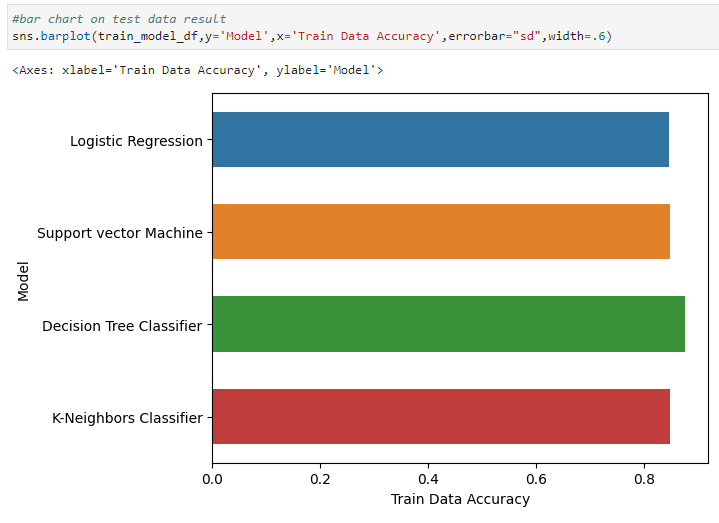 #bar chart on test data result
sns.barplot(train_model_df,y='Model',x='Train Data Accuracy',errorbar="sd",width=.6)
<Axes: xlabel='Train Data Accuracy', ylabel='Model'>
Logistic Regression
Support vector Machine
Decision Tree Classifier
K-Neighbors Classifier
Model
0.0 0.2 0.4 0.6 0.8
Train Data Accuracy